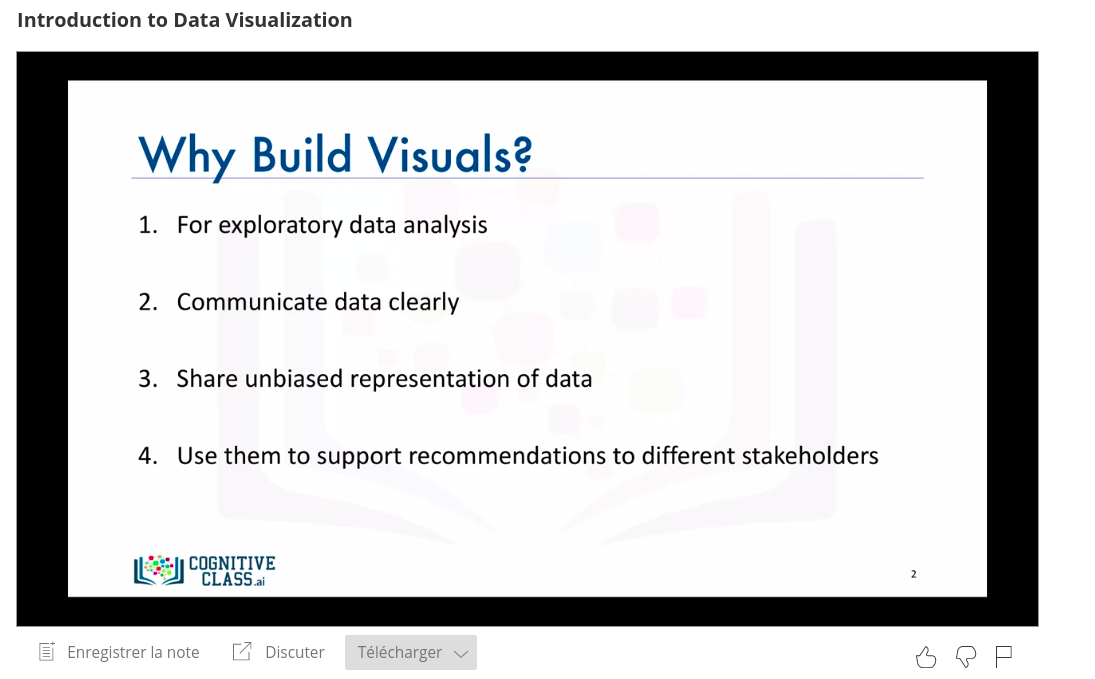 Introduction to Data Visualization
Why Build Visuals?
1. For exploratory data analysis
2. Communicate data clearly
3. Share unbiased representation of data
4. Use them to support recommendations to different stakeholders
COGNITIVE
CLASS.ai
2
Enregistrer la note Discuter Télécharger